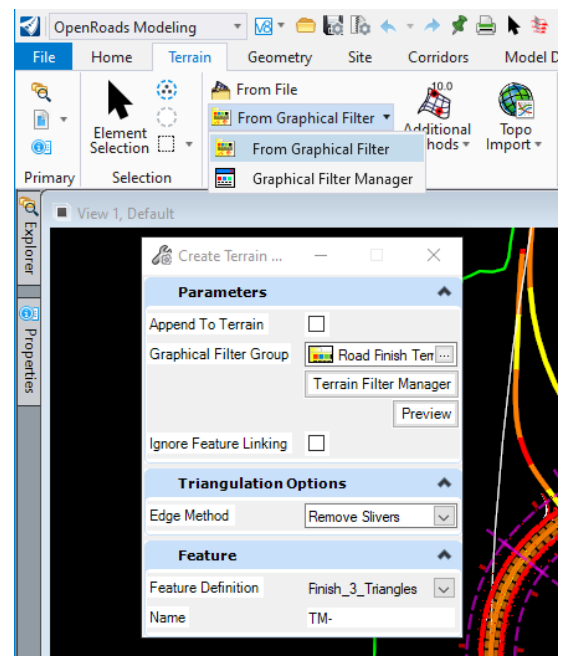 OpenRoads Modeling
File Home Terrain Geometry Site Corridors Model D
From File
From Graphical Filter
10.0
Element
Selection
Additional
hods
Topo
Import
From Graphical Filter
Graphical Filter Manager
Primary Selection
Explorer
Properties
View 1, Default
Create Terrain ...
Parameters
Append To Terrain
Graphical Filter Group Road Finish Terr ...
Terrain Filter Manager
Preview
Ignore Feature Linking
Triangulation Options
Edge Method Remove Slivers
Feature
Feature Definition Finish_3_Triangles
Name TM-